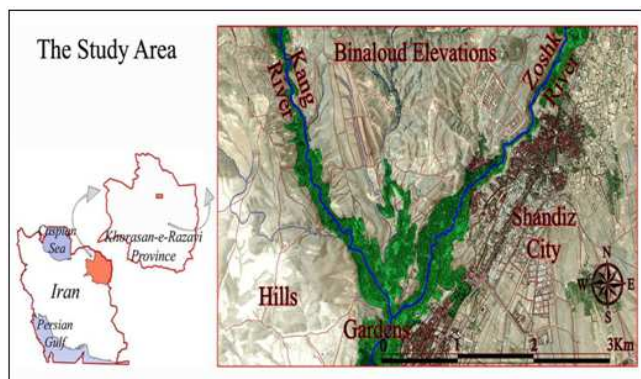 The Study Area
Caspian
Sea
Khorasan-e-Razavi
Province
Iran
Persian
Gulf
Binaloud Elevations
Kang
River
Zoshk
River
Shandiz
City
Hills
Gardens
N
W
E
S
0
1
2
3Km